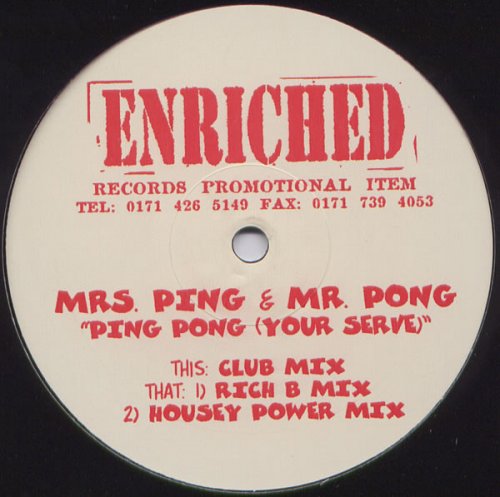 ENRICHED
RECORDS PROMOTIONAL ITEM
TEL: 0171 426 5149 FAX: 0171 739 4053
MRS. PING & MR. PONG
"PING PONG (YOUR SERVE)"
THIS: CLUB MIX
THAT: 1) RICH B MIX
2) HOUSEY POWER MIX